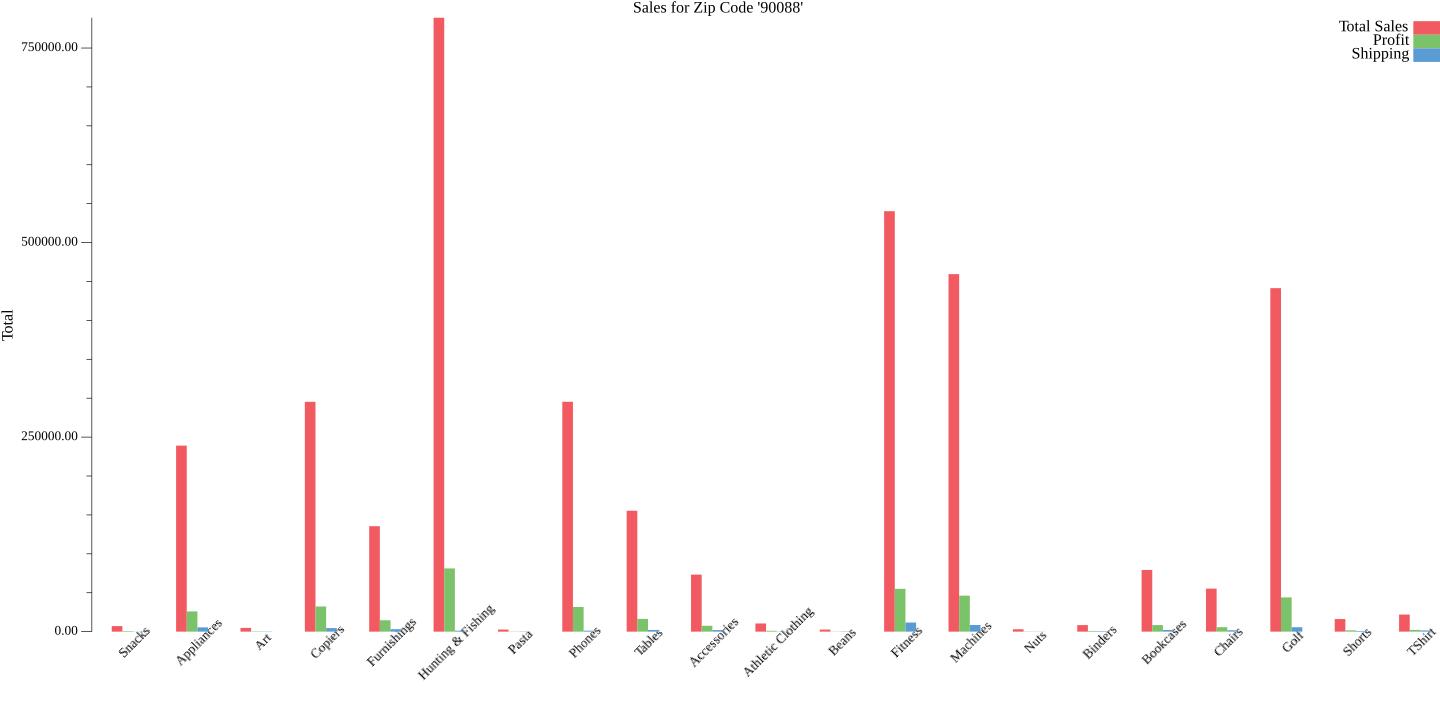 Sales for Zip Code '90088'
Total Sales
Profit
Shipping
750000.00
500000.00
250000.00
0.00
Total
Snacks
Appliances
Art
Copiers
Furnishings
Hunting & Fishing
Pasta
Phones
Tables
Accessories
Athletic Clothing
Beans
Fitness
Machines
Nuts
Binders
Bookcases
Chairs
Golf
Shorts
TShirt